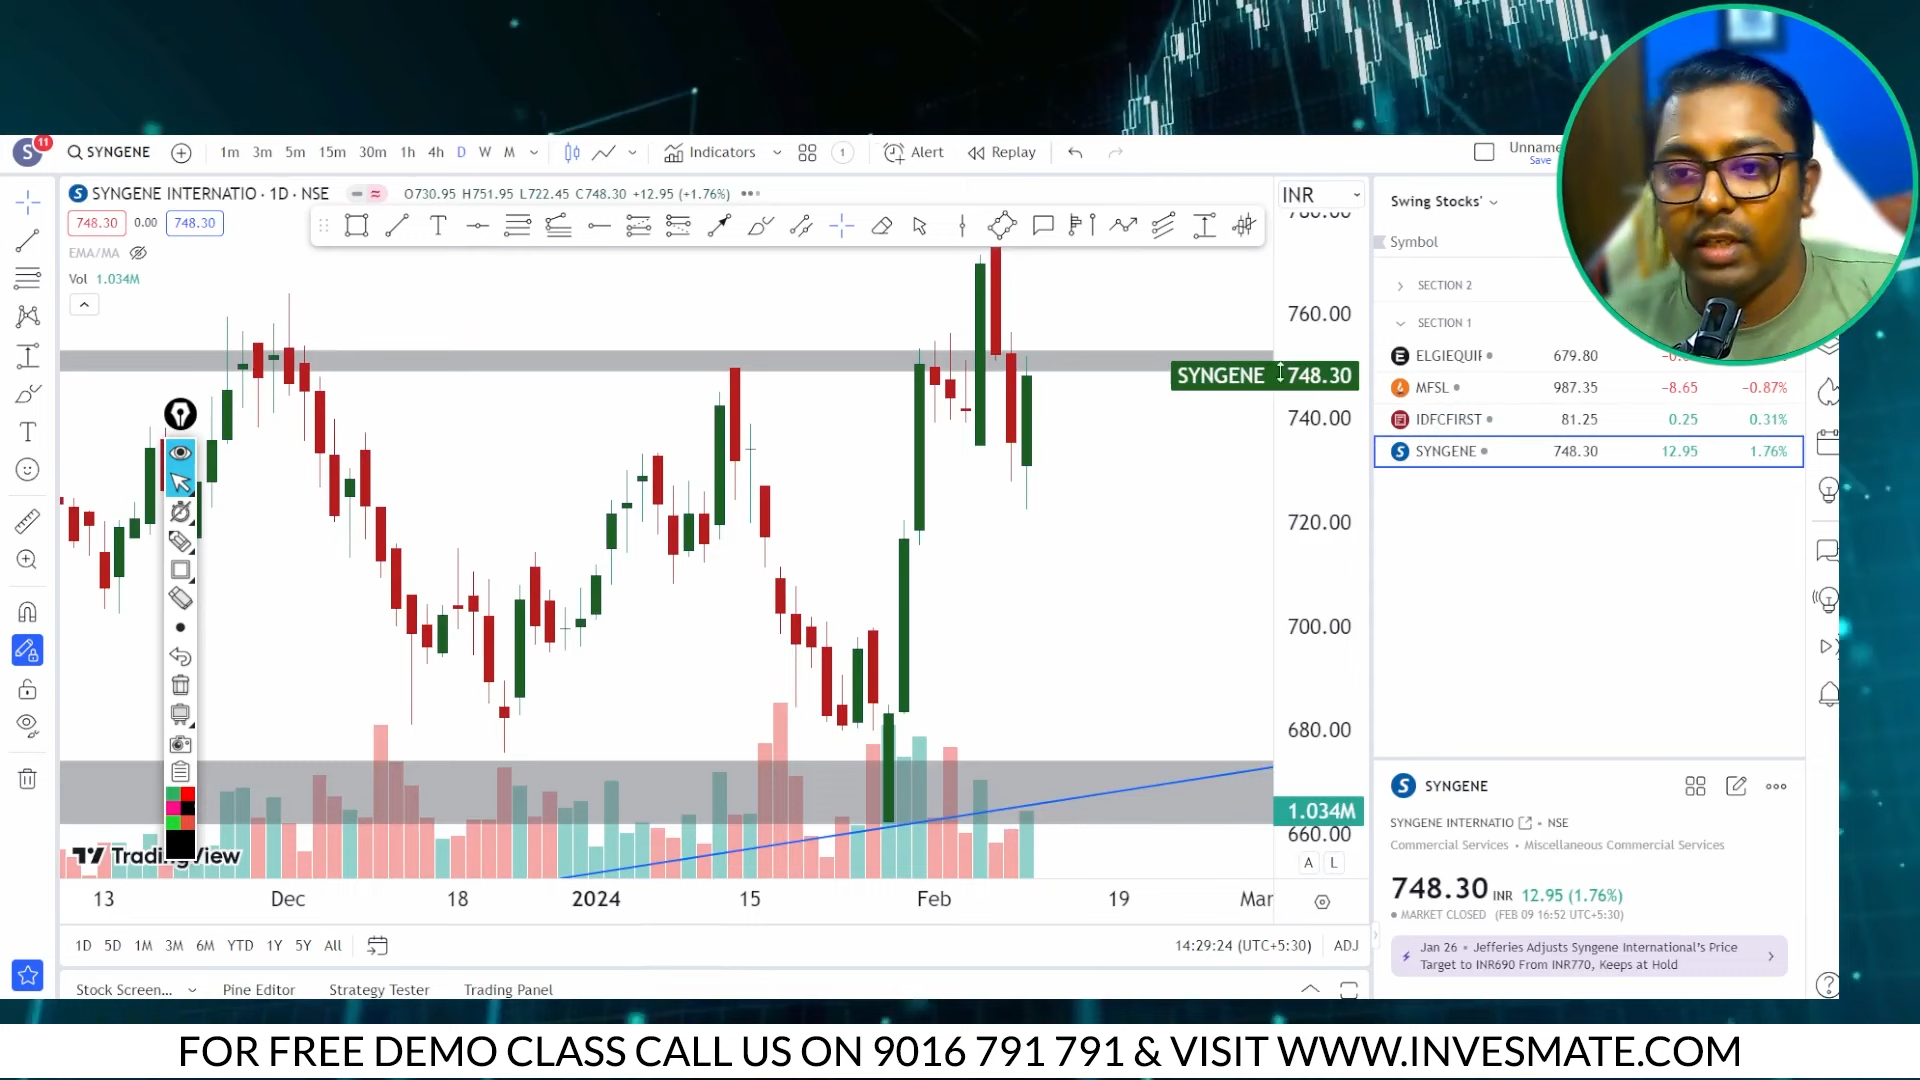 S 11 SYNGENE 1m 3m 5m 15m 30m 1h 4h D W M Indicators 1 Alert Replay
Save
S SYNGENE INTERNATIO · 1D · NSE O730.95 H751.95 L722.45 C748.30 +12.95 (+1.76%)
INR
748.30 0.00 748.30
EMA/MA
Vol 1.034M
T
760.00
SYNGENE 748.30
740.00
720.00
700.00
680.00
1.034M
660.00
A L
TradingView
13 Dec 18 2024 15 Feb 19 Mar
1D 5D 1M 3M 6M YTD 1Y 5Y All
14:29:24 (UTC+5:30) ADJ
Stock Screen... Pine Editor Strategy Tester Trading Panel
Swing Stocks'
Symbol
SECTION 2
SECTION 1
679.80
MFSL 987.35 −8.65 −0.87%
IDFCFIRST 81.25 0.25 0.31%
S SYNGENE 748.30 12.95 1.76%
S SYNGENE
SYNGENE INTERNATIO • NSE
Commercial Services • Miscellaneous Commercial Services
748.30 INR 12.95 (1.76%)
MARKET CLOSED (FEB 09 16:52 UTC+5:30)
Jan 26 • Jefferies Adjusts Syngene International's Price
Target to INR690 From INR770, Keeps at Hold
FOR FREE DEMO CLASS CALL US ON 9016 791 791 & VISIT WWW.INVESMATE.COM